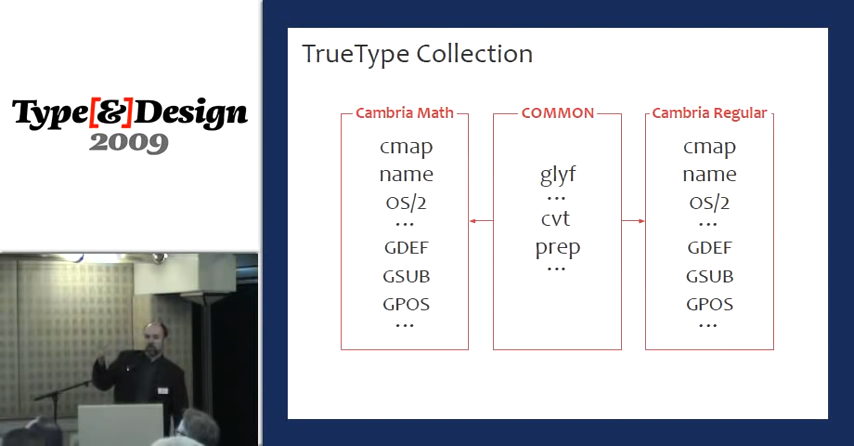 Type[&]Design
2009
TrueType Collection
Cambria Math
cmap
name
OS/2
...
GDEF
GSUB
GPOS
...
COMMON
glyf
...
cvt
prep
...
Cambria Regular
cmap
name
OS/2
...
GDEF
GSUB
GPOS
...